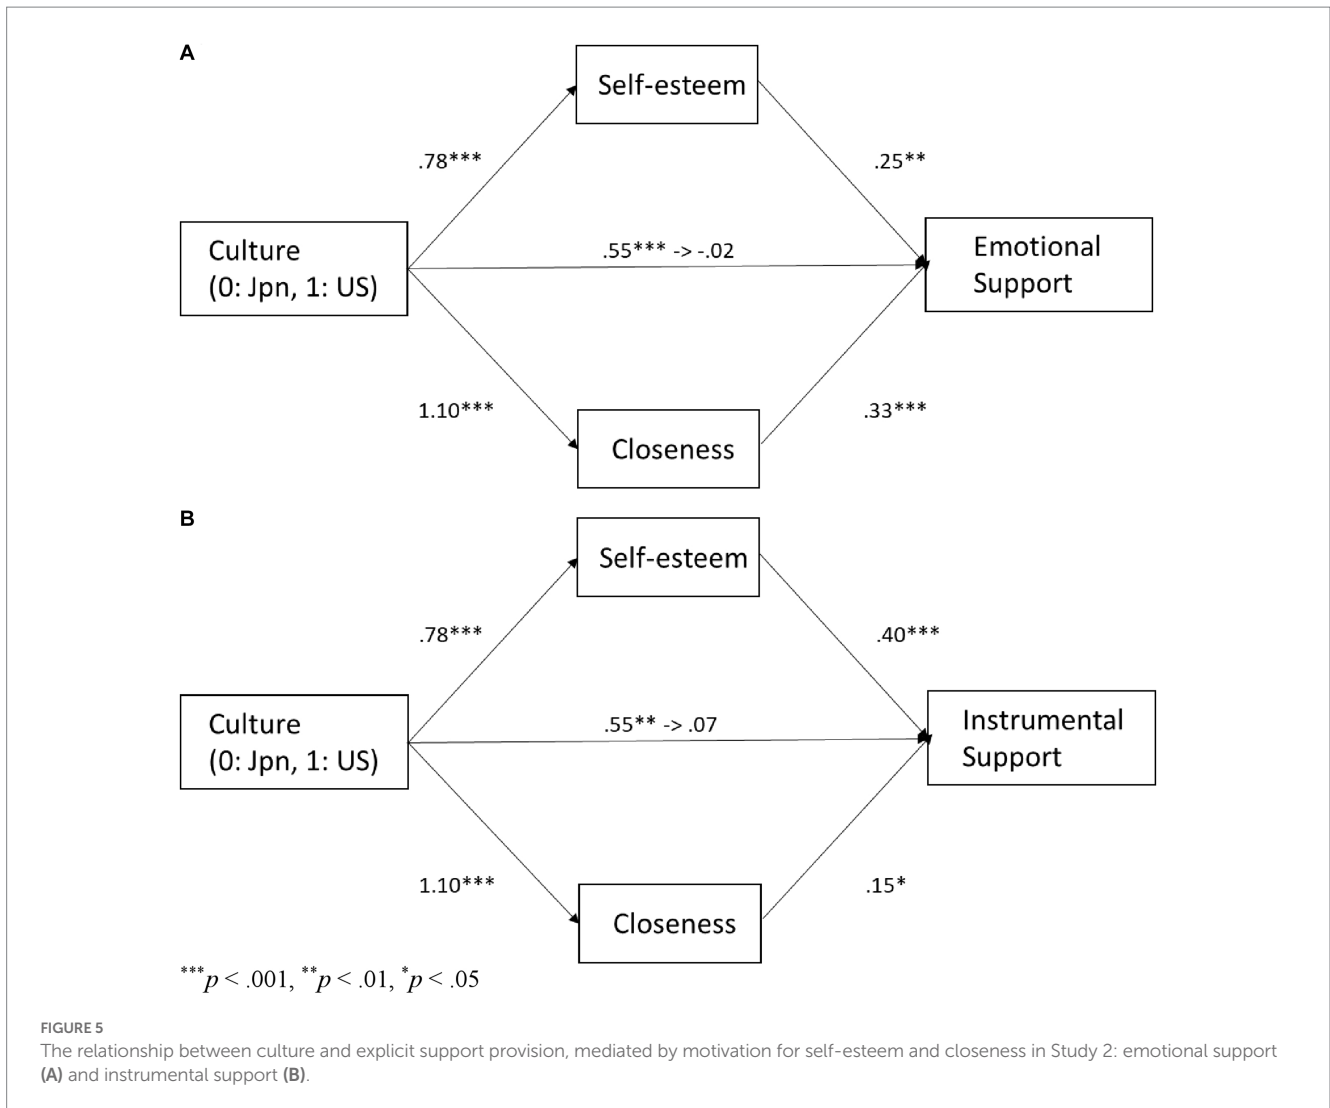 A
Self-esteem
.78***
.25**
Culture
(0: Jpn, 1: US)
.55*** -> -.02
Emotional
Support
1.10***
.33***
Closeness
B
Self-esteem
.78***
.40***
Culture
(0: Jpn, 1: US)
.55** -> .07
Instrumental
Support
1.10***
.15*
Closeness
***p < .001, **p < .01, *p < .05
FIGURE 5
The relationship between culture and explicit support provision, mediated by motivation for self-esteem and closeness in Study 2: emotional support
(A) and instrumental support (B).